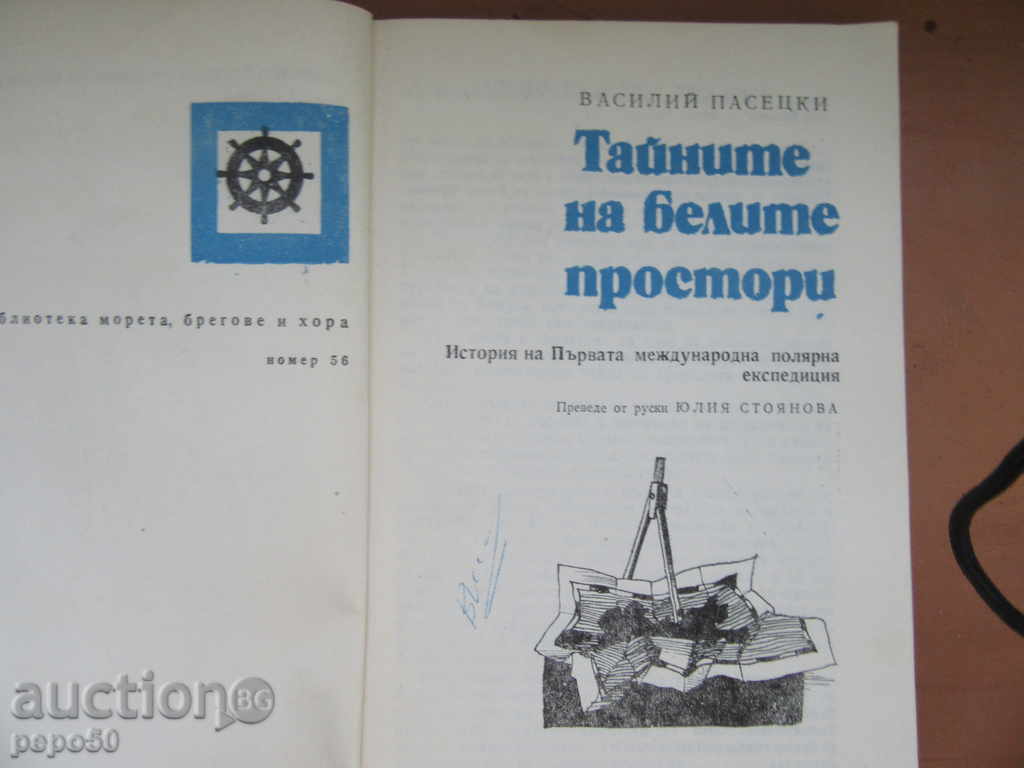 морета, брегове и хора
номер 56
ВАСИЛИЙ ПАСЕЦКИ
Тайните
на белите
простори
История на Първата международна полярна
експедиция
Преведе от руски ЮЛИЯ СТОЯНОВА
auction BG
pepo50